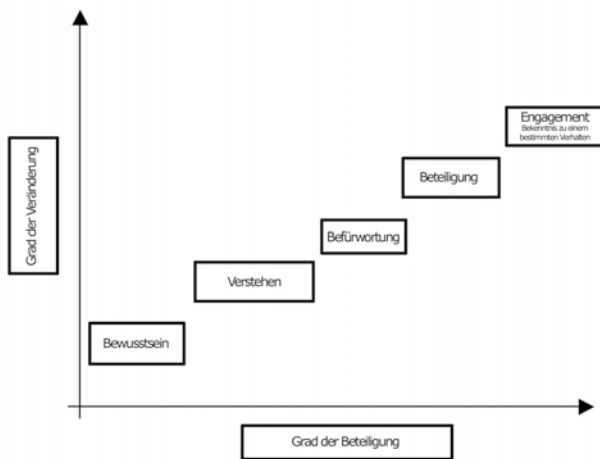 Engagement
Bekenntnis zu einem
bestimmten Verhalten
Beteiligung
Befürwortung
Verstehen
Bewusstsein
Grad der Veränderung
Grad der Beteiligung